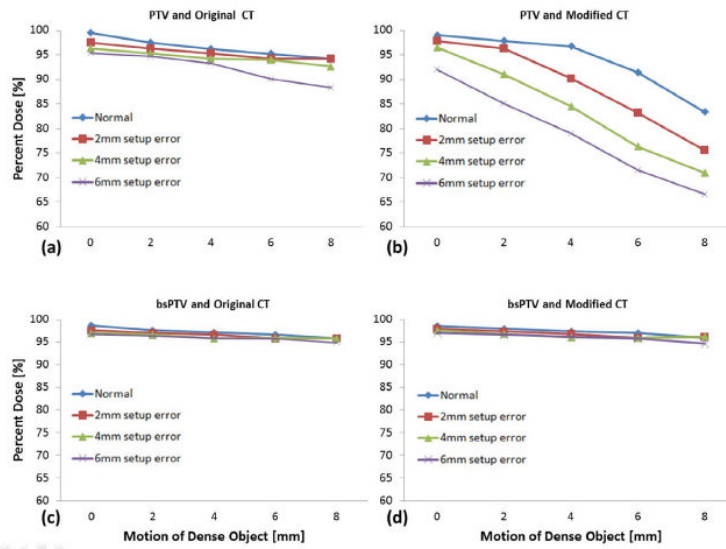 PTV and Original CT
Percent Dose [%]
100
95
90
85
80
75
70
65
60
Normal
2mm setup error
4mm setup error
6mm setup error
(a)
0 2 4 6 8
PTV and Modified CT
100
95
90
85
80
75
70
65
60
Normal
2mm setup error
4mm setup error
6mm setup error
(b)
0 2 4 6 8
bsPTV and Original CT
Percent Dose [%]
100
95
90
85
80
75
70
65
60
Normal
2mm setup error
4mm setup error
6mm setup error
(c)
0 2 4 6 8
Motion of Dense Object [mm]
bsPTV and Modified CT
100
95
90
85
80
75
70
65
60
Normal
2mm setup error
4mm setup error
6mm setup error
(d)
0 2 4 6 8
Motion of Dense Object [mm]